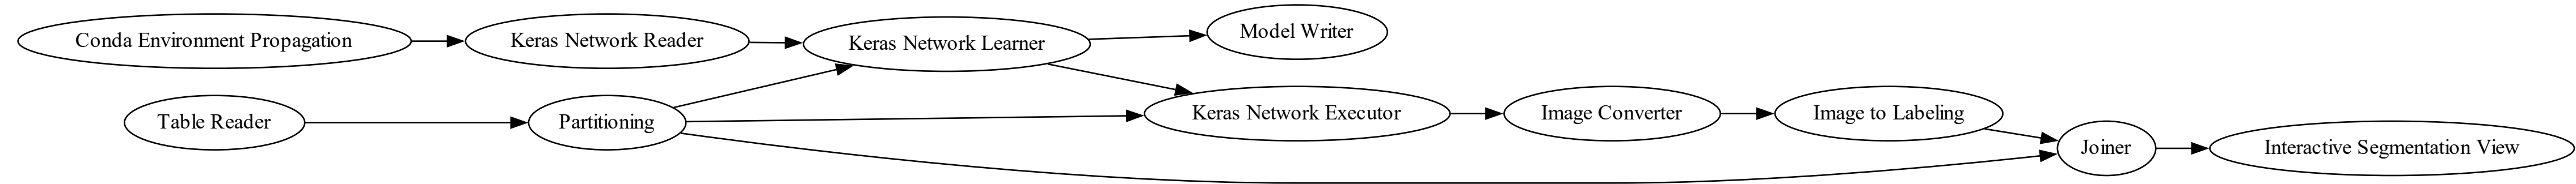 Conda Environment Propagation
Keras Network Reader
Keras Network Learner
Model Writer
Table Reader
Partitioning
Keras Network Executor
Image Converter
Image to Labeling
Joiner
Interactive Segmentation View